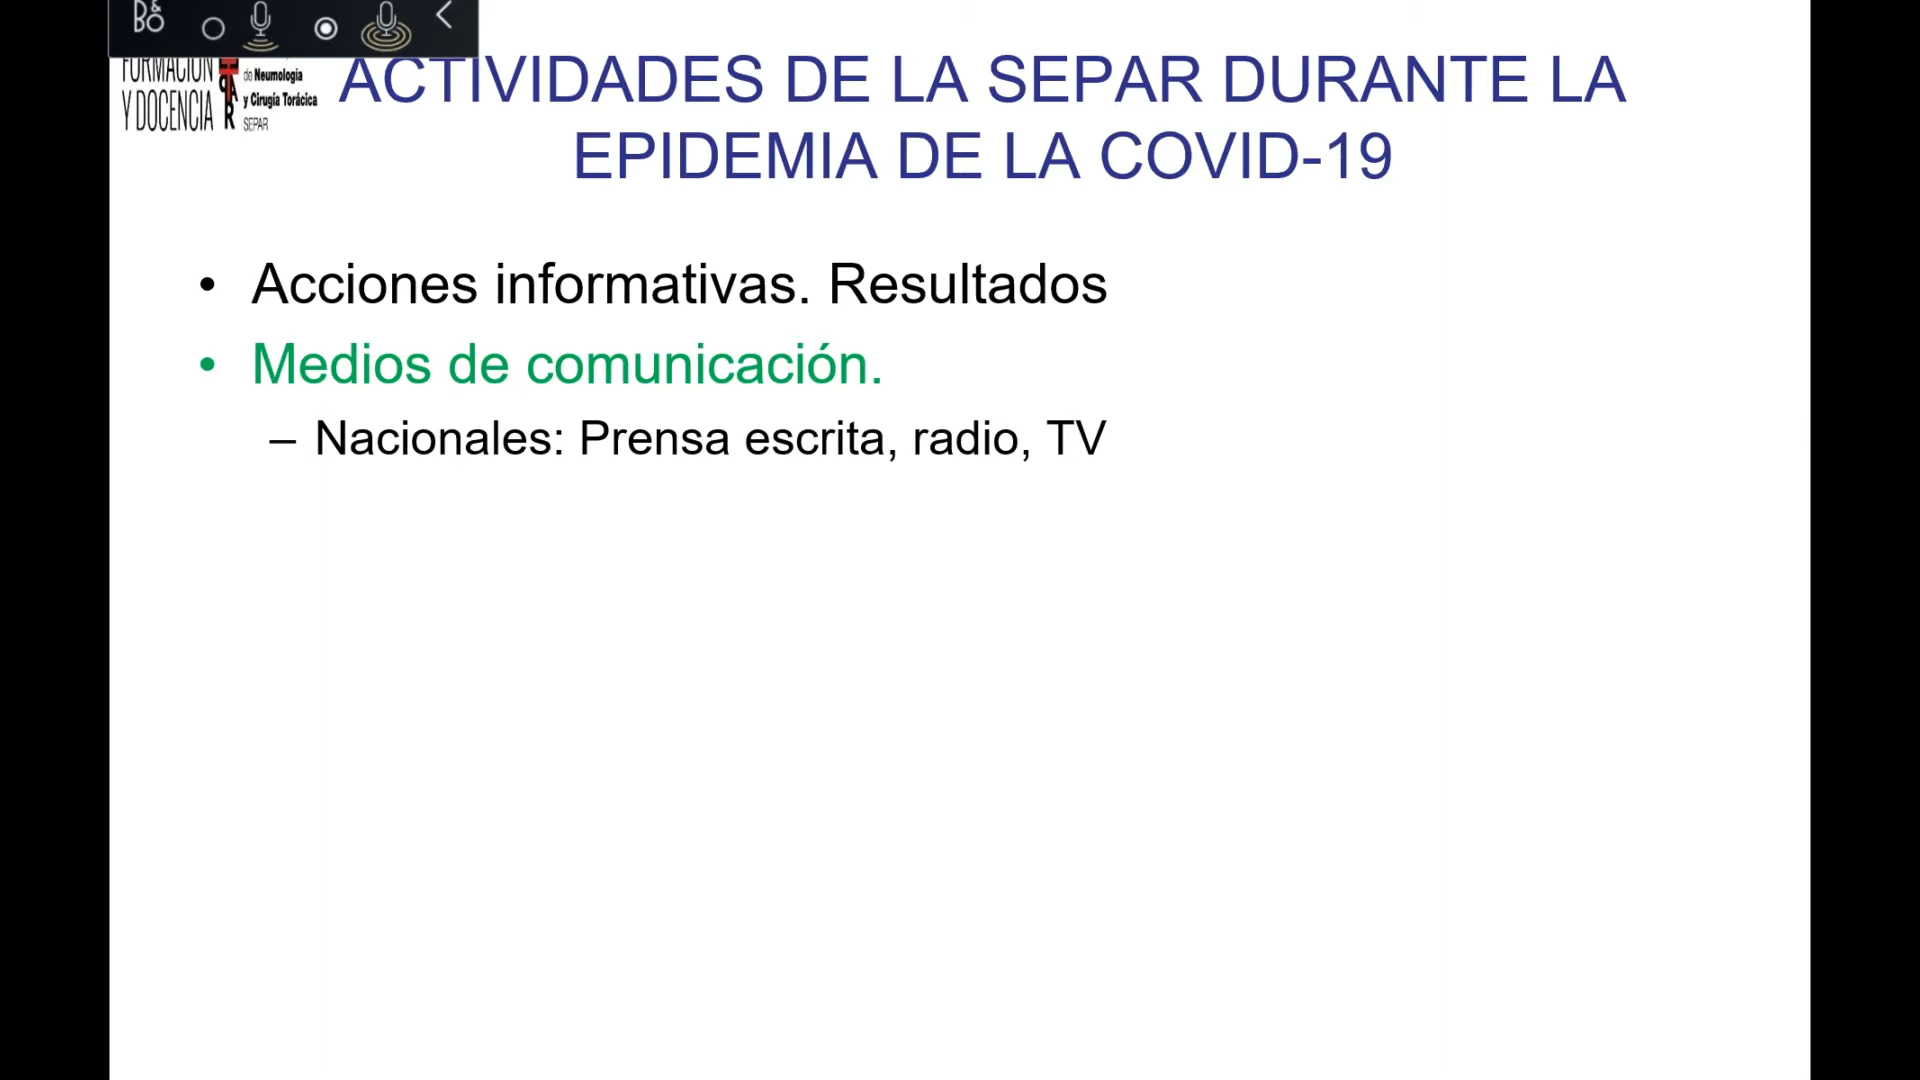 B&O
FORMACIÓN
Y DOCENCIA
de Neumología
y Cirugía Torácica
SEPAR
ACTIVIDADES DE LA SEPAR DURANTE LA
EPIDEMIA DE LA COVID-19
• Acciones informativas. Resultados
• Medios de comunicación.
– Nacionales: Prensa escrita, radio, TV